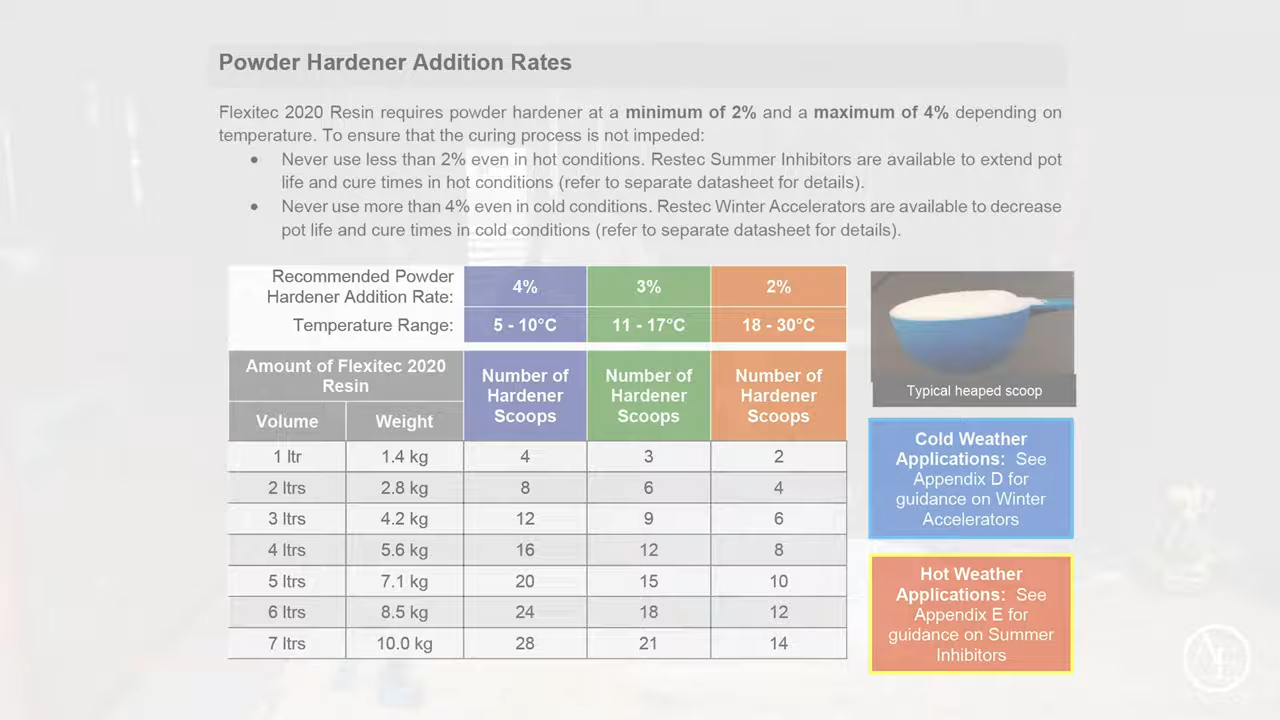 Powder Hardener Addition Rates
Flexitec 2020 Resin requires powder hardener at a minimum of 2% and a maximum of 4% depending on
temperature. To ensure that the curing process is not impeded:
• Never use less than 2% even in hot conditions. Restec Summer Inhibitors are available to extend pot
life and cure times in hot conditions (refer to separate datasheet for details).
• Never use more than 4% even in cold conditions. Restec Winter Accelerators are available to decrease
pot life and cure times in cold conditions (refer to separate datasheet for details).
Recommended Powder
Hardener Addition Rate: 4% 3% 2%
Temperature Range: 5 - 10°C 11 - 17°C 18 - 30°C
Amount of Flexitec 2020
Resin
Number of
Hardener
Scoops
Number of
Hardener
Scoops
Number of
Hardener
Scoops
Volume Weight
1 ltr 1.4 kg 4 3 2
2 ltrs 2.8 kg 8 6 4
3 ltrs 4.2 kg 12 9 6
4 ltrs 5.6 kg 16 12 8
5 ltrs 7.1 kg 20 15 10
6 ltrs 8.5 kg 24 18 12
7 ltrs 10.0 kg 28 21 14
Typical heaped scoop
Cold Weather
Applications: See
Appendix D for
guidance on Winter
Accelerators
Hot Weather
Applications: See
Appendix E for
guidance on Summer
Inhibitors